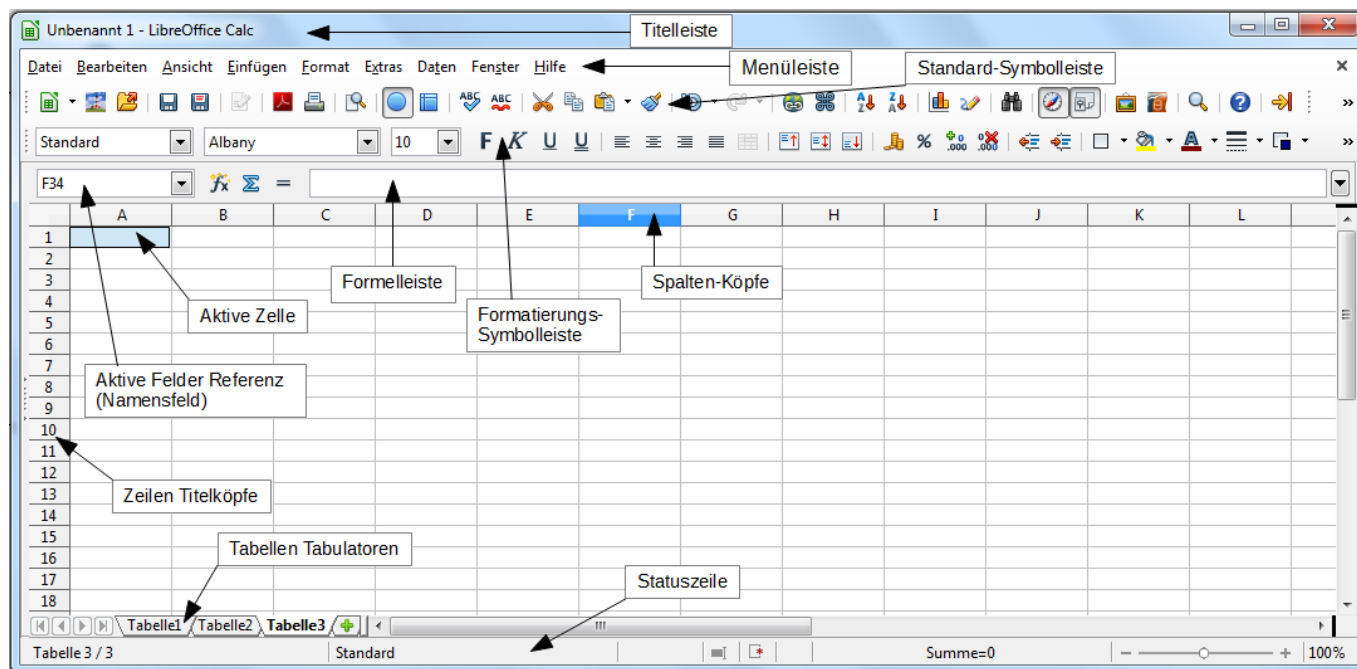 Unbenannt 1 - LibreOffice Calc
Titelleiste
Datei Bearbeiten Ansicht Einfügen Format Extras Daten Fenster Hilfe
Menüleiste
Standard-Symbolleiste
Standard
Albany
10
F K U U
F34
A B C D E F G H I J K L
1
2
3
Formelleiste
Spalten-Köpfe
4
Aktive Zelle
Formatierungs-
Symbolleiste
5
6
7
8
Aktive Felder Referenz
(Namensfeld)
9
10
11
12
13
Zeilen Titelköpfe
14
15
Tabellen Tabulatoren
16
17
Statuszeile
18
Tabelle1 Tabelle2 Tabelle3
Tabelle 3 / 3 Standard Summe=0 100%